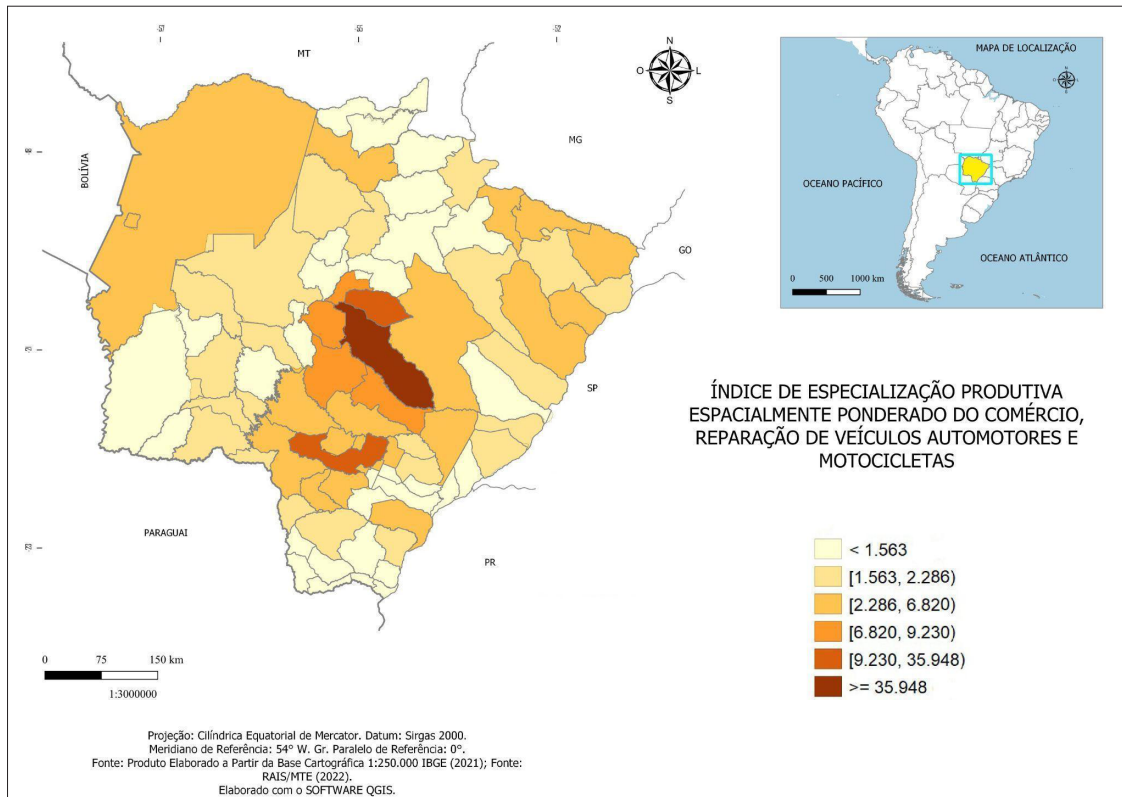 -57
-55
-52
MT
N
O
L
S
MAPA DE LOCALIZAÇÃO
BOLÍVIA
MG
OCEANO PACÍFICO
GO
OCEANO ATLÂNTICO
0 500 1000 km
SP
ÍNDICE DE ESPECIALIZAÇÃO PRODUTIVA
ESPACIALMENTE PONDERADO DO COMÉRCIO,
REPARAÇÃO DE VEÍCULOS AUTOMOTORES E
MOTOCICLETAS
PARAGUAI
PR
< 1.563
[1.563, 2.286)
[2.286, 6.820)
[6.820, 9.230)
[9.230, 35.948)
>= 35.948
0 75 150 km
1:3000000
Projeção: Cilíndrica Equatorial de Mercator. Datum: Sirgas 2000.
Meridiano de Referência: 54° W. Gr. Paralelo de Referência: 0°.
Fonte: Produto Elaborado a Partir da Base Cartográfica 1:250.000 IBGE (2021); Fonte:
RAIS/MTE (2022).
Elaborado com o SOFTWARE QGIS.